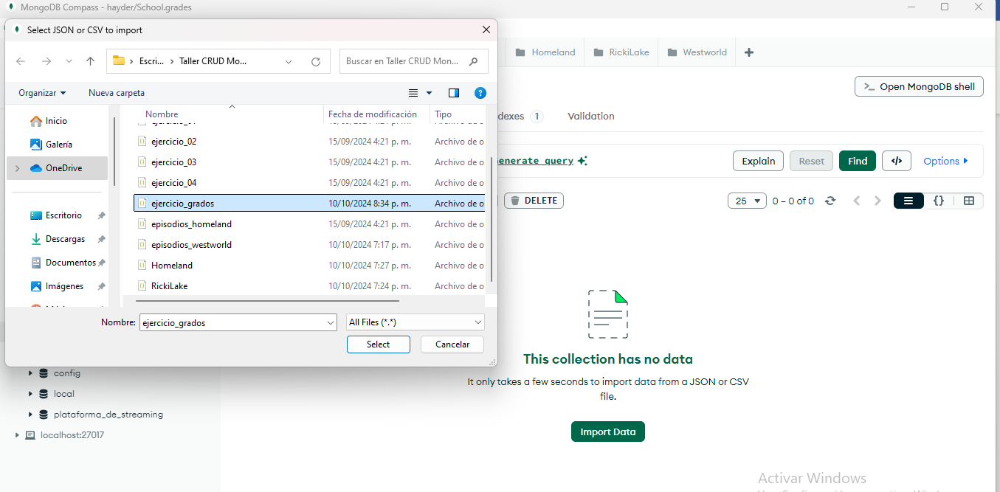 MongoDB Compass - hayder/School.grades
Select JSON or CSV to import
Escri... Taller CRUD Mo...
Buscar en Taller CRUD Mon...
Homeland RickiLake Westworld
Organizar Nueva carpeta
Open MongoDB shell
Nombre Fecha de modificación Tipo
dexes 1 Validation
Inicio
ejercicio_02 15/09/2024 4:21 p. m. Archivo de o
Galería
ejercicio_03 15/09/2024 4:21 p. m. Archivo de o
enerate query
Explain Reset Find </> Options
OneDrive
ejercicio_04 15/09/2024 4:21 p. m. Archivo de o
ejercicio_grados 10/10/2024 8:34 p. m. Archivo de o
DELETE
25 0 – 0 of 0 {}
Escritorio
episodios_homeland 15/09/2024 4:21 p. m. Archivo de o
Descargas
episodios_westworld 10/10/2024 7:17 p. m. Archivo de o
Documentos
Homeland 10/10/2024 7:27 p. m. Archivo de o
Imágenes
RickiLake 10/10/2024 7:24 p. m. Archivo de o
Nombre: ejercicio_grados All Files (*.*)
Select Cancelar
This collection has no data
It only takes a few seconds to import data from a JSON or CSV
file.
Import Data
config
local
plataforma_de_streaming
localhost:27017
Activar Windows